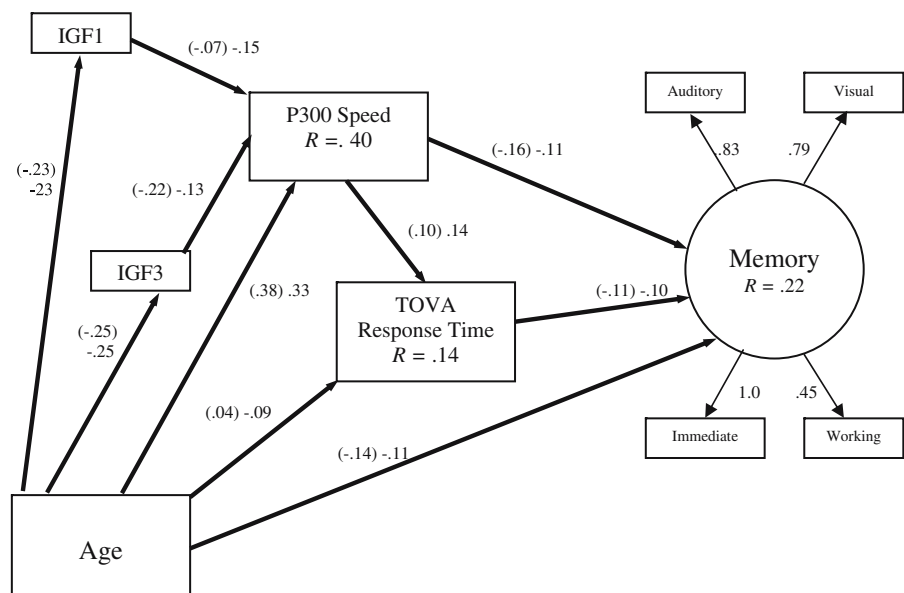 IGF1
(-.07) -.15
P300 Speed
R =. 40
Auditory
Visual
.83
.79
(-.23)
-23
(-.22) -.13
(-.16) -.11
(.10) .14
IGF3
(.38) .33
Memory
R = .22
TOVA
Response Time
R = .14
(-.11) -.10
(-.25)
-.25
(.04) -.09
(-.14) -.11
1.0
.45
Immediate
Working
Age